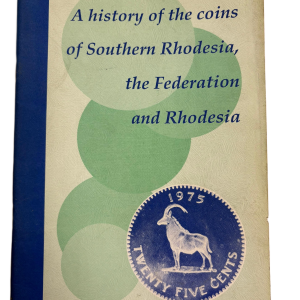 A history of the coins
of Southern Rhodesia,
the Federation
and Rhodesia
1975
TWENTY FIVE CENTS